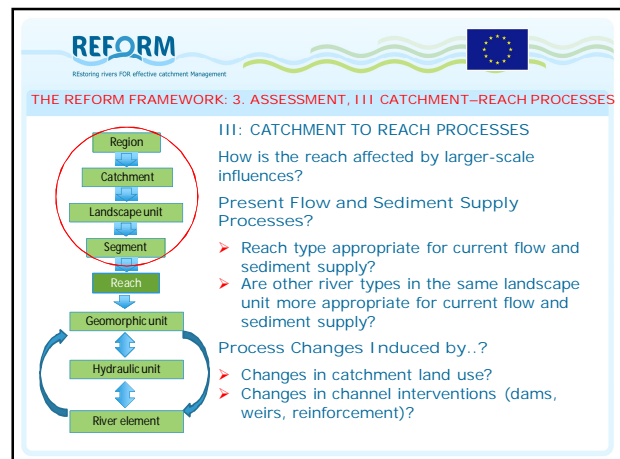 REFORM
REstoring rivers FOR effective catchment Management
THE REFORM FRAMEWORK: 3. ASSESSMENT, III CATCHMENT–REACH PROCESSES
Region
Catchment
Landscape unit
Segment
Reach
Geomorphic unit
Hydraulic unit
River element
III: CATCHMENT TO REACH PROCESSES
How is the reach affected by larger-scale
influences?
Present Flow and Sediment Supply
Processes?
Reach type appropriate for current flow and
sediment supply?
Are other river types in the same landscape
unit more appropriate for current flow and
sediment supply?
Process Changes Induced by..?
Changes in catchment land use?
Changes in channel interventions (dams,
weirs, reinforcement)?